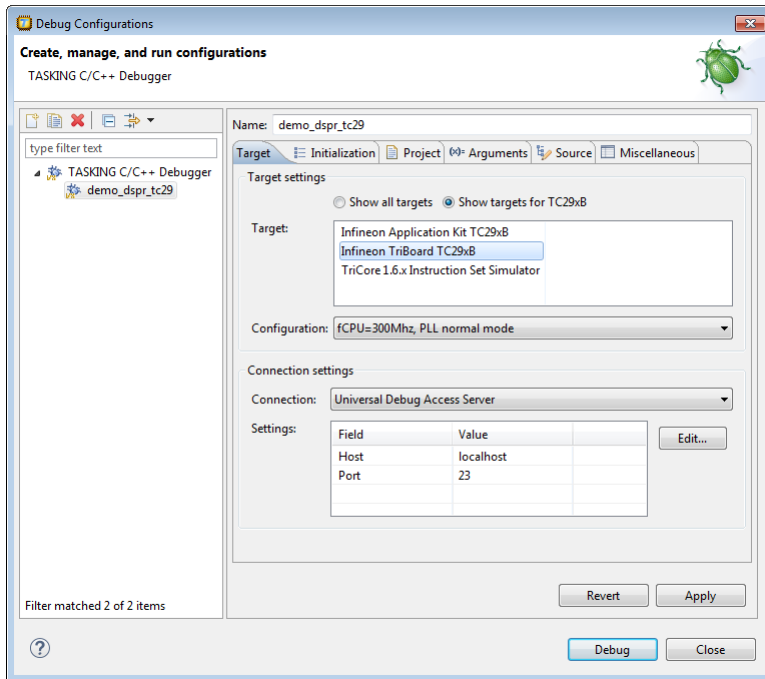 Debug Configurations
Create, manage, and run configurations
TASKING C/C++ Debugger
type filter text
TASKING C/C++ Debugger
demo_dspr_tc29
Filter matched 2 of 2 items
Name: demo_dspr_tc29
Target Initialization Project (x)= Arguments Source Miscellaneous
Target settings
Show all targets Show targets for TC29xB
Target:
Infineon Application Kit TC29xB
Infineon TriBoard TC29xB
TriCore 1.6.x Instruction Set Simulator
Configuration: fCPU=300Mhz, PLL normal mode
Connection settings
Connection: Universal Debug Access Server
Settings:
Field Value
Host localhost
Port 23
Edit...
Revert Apply
? Debug Close